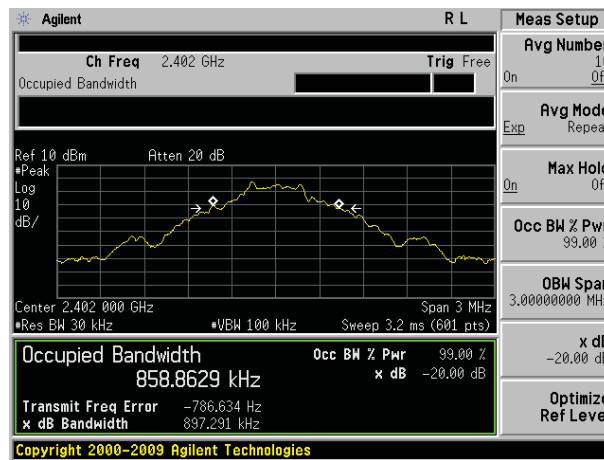 Agilent R L Meas Setup
Ch Freq 2.402 GHz Trig Free
Occupied Bandwidth
Avg Number
On
Avg Mode
Exp
Max Hold
On
Occ BW % Pwr
99.00
OBW Span
3.00000000
x dB
-20.00
Optimize
Ref Level
Ref 10 dBm Atten 20 dB
#Peak
Log
10
dB/
Center 2.402 000 GHz Span 3 MHz
#Res BW 30 kHz #VBW 100 kHz Sweep 3.2 ms (601 pts)
Occupied Bandwidth Occ BW % Pwr 99.00 %
858.8629 kHz x dB -20.00 dB
Transmit Freq Error -786.634 Hz
x dB Bandwidth 897.291 kHz
Copyright 2000-2009 Agilent Technologies